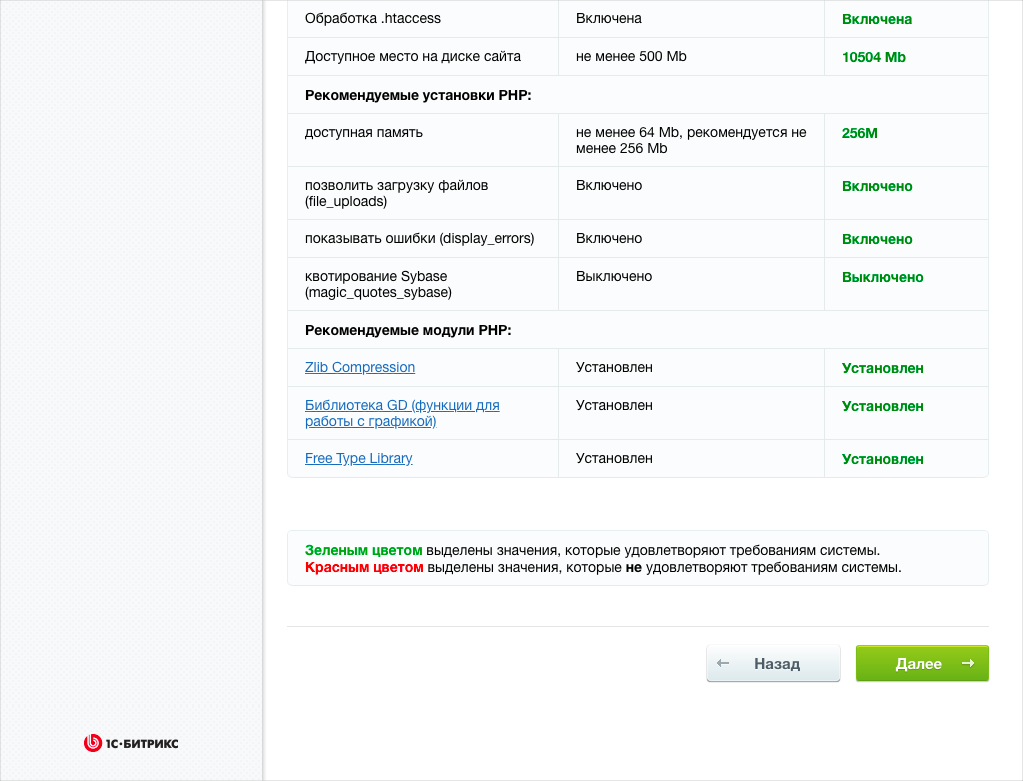 Обработка .htaccess
Включена
Включена
Доступное место на диске сайта
не менее 500 Mb
10504 Mb
Рекомендуемые установки PHP:
доступная память
не менее 64 Mb, рекомендуется не
менее 256 Mb
256M
позволить загрузку файлов
(file_uploads)
Включено
Включено
показывать ошибки (display_errors)
Включено
Включено
квотирование Sybase
(magic_quotes_sybase)
Выключено
Выключено
Рекомендуемые модули PHP:
Zlib Compression
Установлен
Установлен
Библиотека GD (функции для
работы с графикой)
Установлен
Установлен
Free Type Library
Установлен
Установлен
Зеленым цветом выделены значения, которые удовлетворяют требованиям системы.
Красным цветом выделены значения, которые не удовлетворяют требованиям системы.
← Назад
Далее →
1С·БИТРИКС